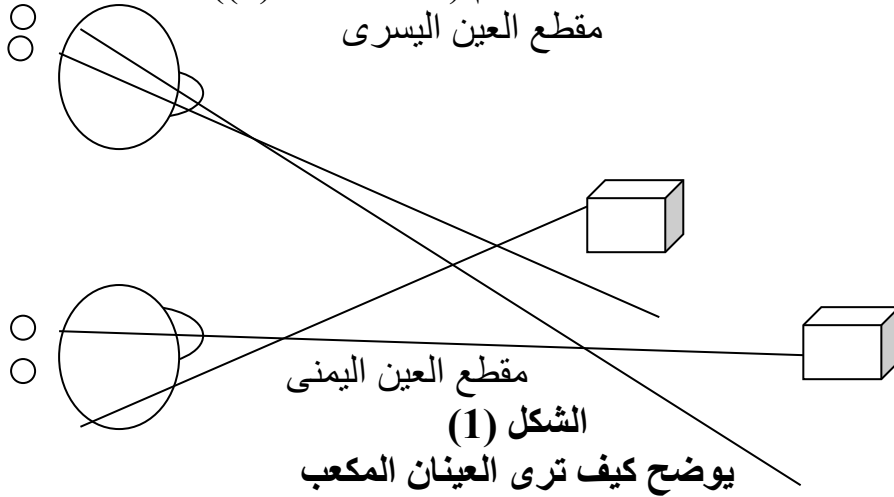 مقطع العين اليسرى
مقطع العين اليمنى
الشكل (1)
يوضح كيف ترى العينان المكعب